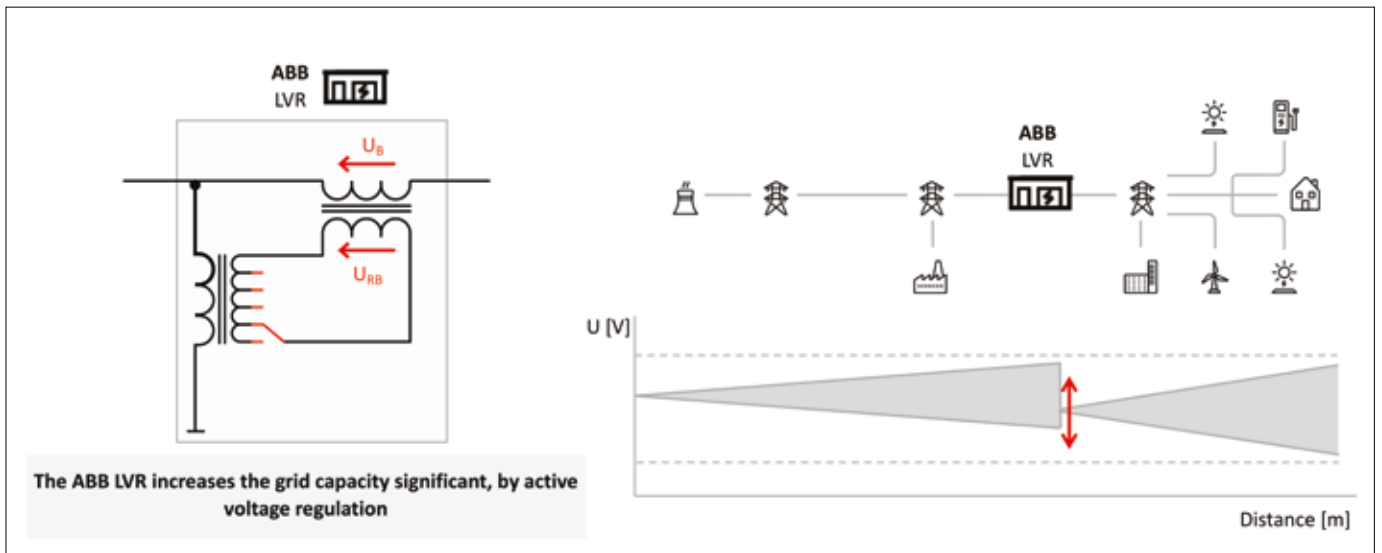 ABB
LVR
U_B
U_RB
The ABB LVR increases the grid capacity significant, by active
voltage regulation
ABB
LVR
U [V]
Distance [m]